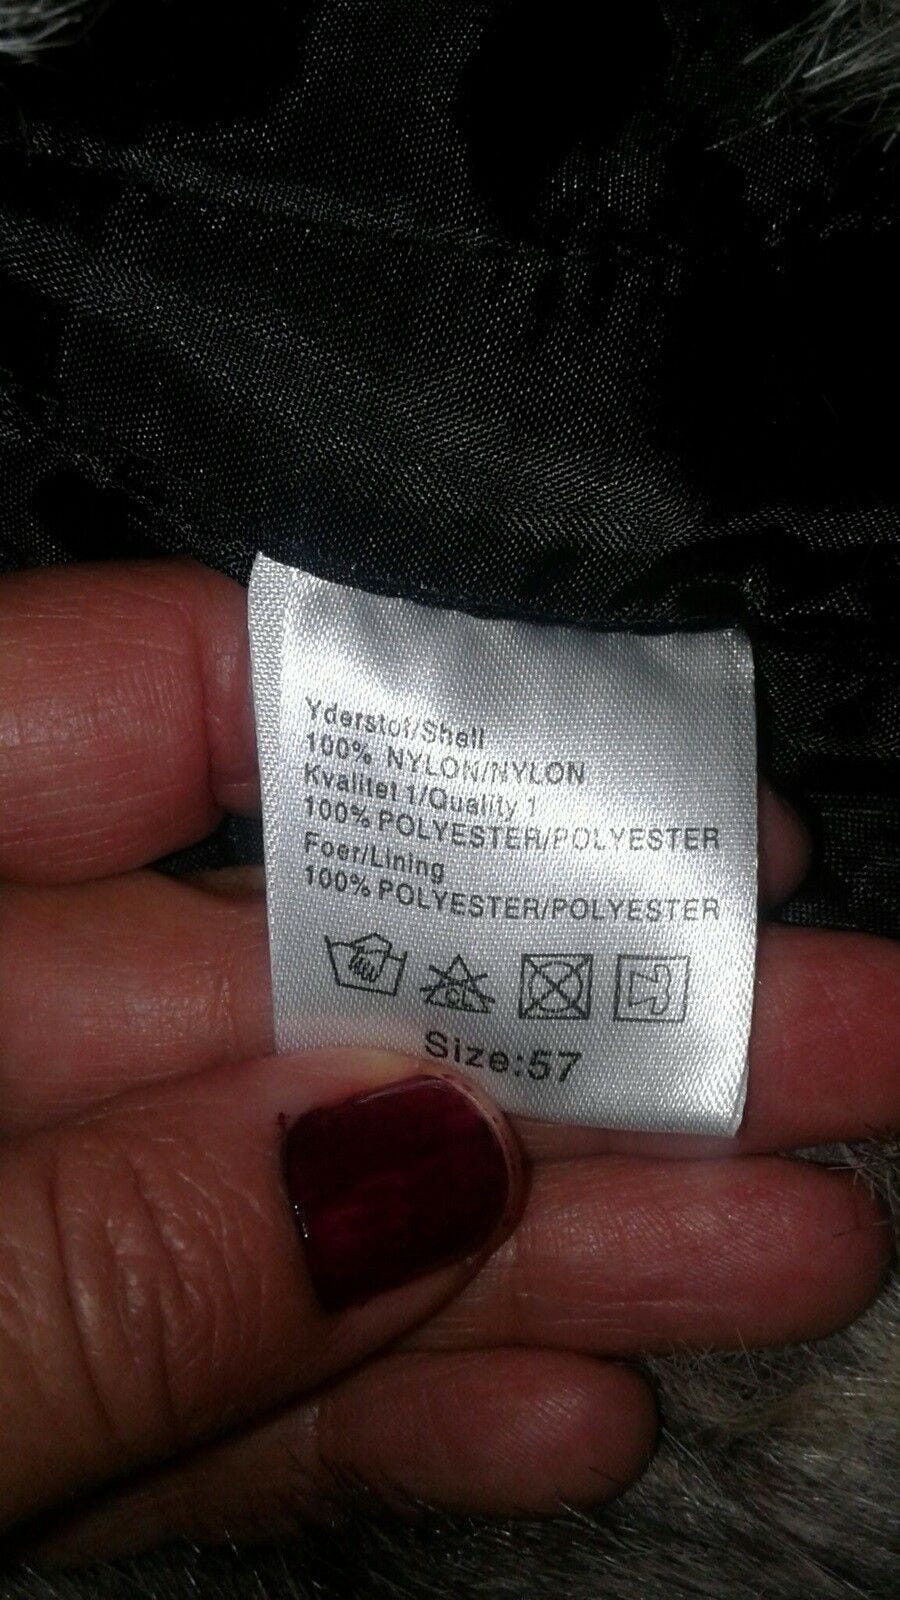 Yderstof/Shell
100% NYLON/NYLON
Kvalitet 1/Quality 1
100% POLYESTER/POLYESTER
Foer/Lining
100% POLYESTER/POLYESTER
CL
Size:57